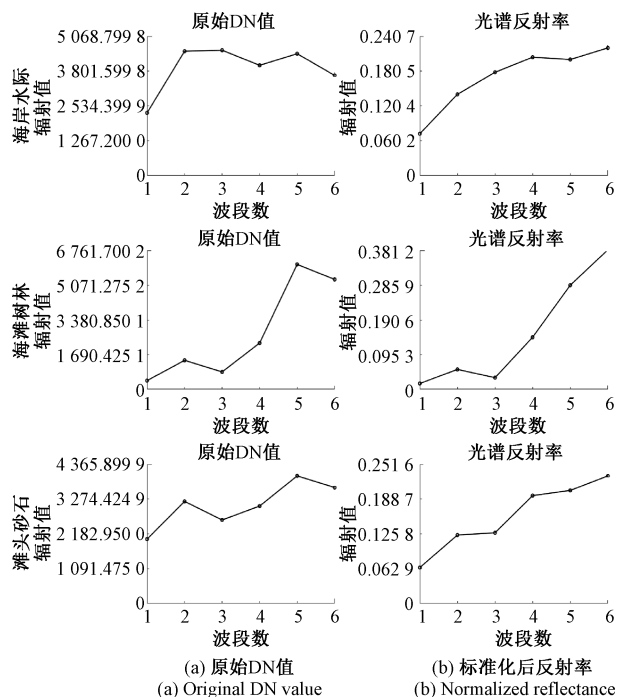 原始DN值
光谱反射率
海岸水际
辐射值
5 068.799 8
3 801.599 8
2 534.399 9
1 267.200 0
0
1 2 3 4 5 6
波段数
辐射值
0.240 7
0.180 5
0.120 4
0.060 2
0
1 2 3 4 5 6
波段数
原始DN值
光谱反射率
海滩树林
辐射值
6 761.700 2
5 071.275 2
3 380.850 1
1 690.425 1
0
1 2 3 4 5 6
波段数
辐射值
0.381 2
0.285 9
0.190 6
0.095 3
0
1 2 3 4 5 6
波段数
原始DN值
光谱反射率
滩头砂石
辐射值
4 365.899 9
3 274.424 9
2 182.950 0
1 091.475 0
0
1 2 3 4 5 6
波段数
辐射值
0.251 6
0.188 7
0.125 8
0.062 9
0
1 2 3 4 5 6
波段数
(a) 原始DN值
(a) Original DN value
(b) 标准化后反射率
(b) Normalized reflectance